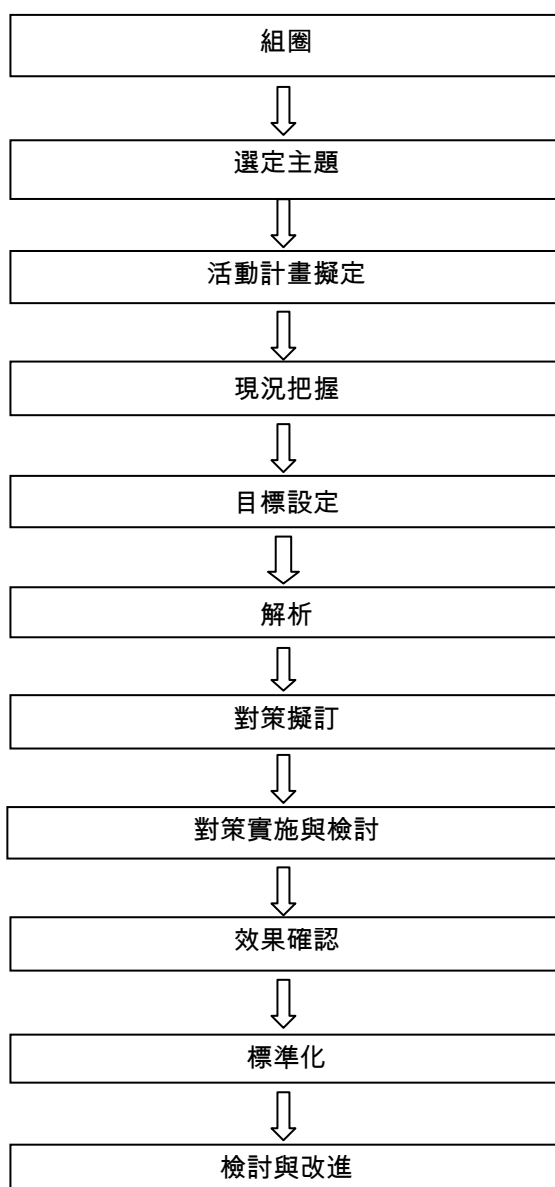 組圈
選定主題
活動計畫擬定
現況把握
目標設定
解析
對策擬訂
對策實施與檢討
效果確認
標準化
檢討與改進